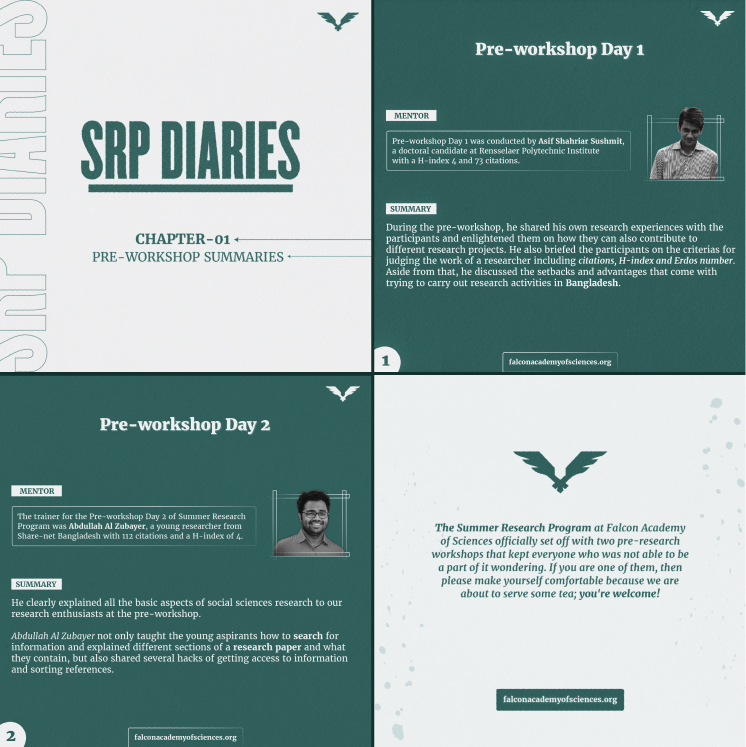 SRP DIARIES
SRP DIARIES
CHAPTER-01
PRE-WORKSHOP SUMMARIES
Pre-workshop Day 1
MENTOR
Pre-workshop Day 1 was conducted by Asif Shahriar Sushmit,
a doctoral candidate at Rensselaer Polytechnic Institute
with a H-index 4 and 73 citations.
SUMMARY
During the pre-workshop, he shared his own research experiences with the
participants and enlightened them on how they can also contribute to
different research projects. He also briefed the participants on the criterias for
judging the work of a researcher including citations, H-index and Erdos number.
Aside from that, he discussed the setbacks and advantages that come with
trying to carry out research activities in Bangladesh.
1
falconacademyofsciences.org
Pre-workshop Day 2
MENTOR
The trainer for the Pre-workshop Day 2 of Summer Research
Program was Abdullah Al Zubayer, a young researcher from
Share-net Bangladesh with 112 citations and a H-index of 4.
SUMMARY
He clearly explained all the basic aspects of social sciences research to our
research enthusiasts at the pre-workshop.
Abdullah Al Zubayer not only taught the young aspirants how to search for
information and explained different sections of a research paper and what
they contain, but also shared several hacks of getting access to information
and sorting references.
2
falconacademyofsciences.org
The Summer Research Program at Falcon Academy
of Sciences officially set off with two pre-research
workshops that kept everyone who was not able to be
a part of it wondering. If you are one of them, then
please make yourself comfortable because we are
about to serve some tea; you're welcome!
falconacademyofsciences.org